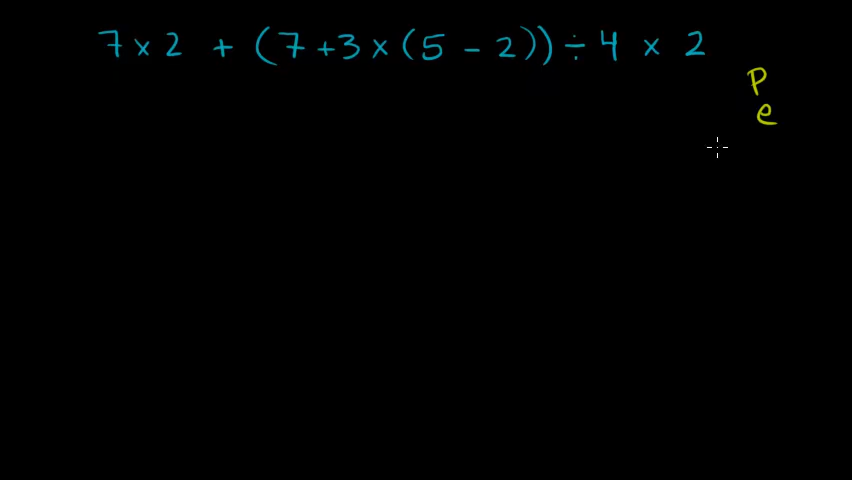 7 × 2 + (7 + 3 × (5 − 2)) ÷ 4 × 2
P
e